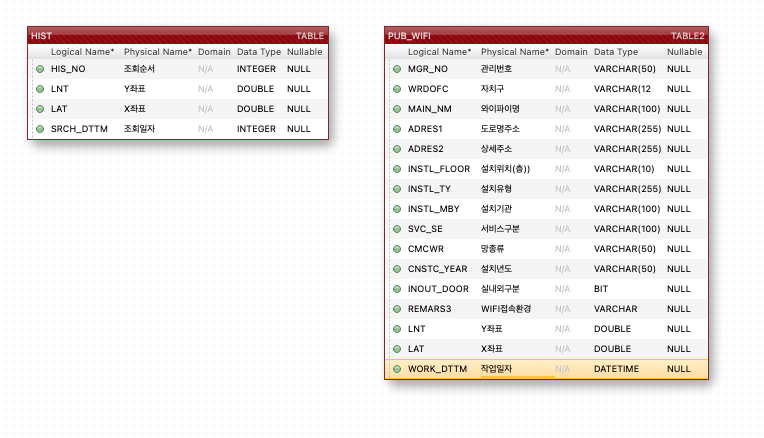 HIST TABLE
Logical Name* Physical Name* Domain Data Type Nullable
HIS_NO 조회순서 N/A INTEGER NULL
LNT Y좌표 N/A DOUBLE NULL
LAT X좌표 N/A DOUBLE NULL
SRCH_DTTM 조회일자 N/A INTEGER NULL
PUB_WIFI TABLE2
Logical Name* Physical Name* Domain Data Type Nullable
MGR_NO 관리번호 N/A VARCHAR(50) NULL
WRDOFC 자치구 N/A VARCHAR(12 NULL
MAIN_NM 와이파이명 N/A VARCHAR(100) NULL
ADRES1 도로명주소 N/A VARCHAR(255) NULL
ADRES2 상세주소 N/A VARCHAR(255) NULL
INSTL_FLOOR 설치위치(층)) N/A VARCHAR(10) NULL
INSTL_TY 설치유형 N/A VARCHAR(255) NULL
INSTL_MBY 설치기관 N/A VARCHAR(100) NULL
SVC_SE 서비스구분 N/A VARCHAR(100) NULL
CMCWR 망종류 N/A VARCHAR(50) NULL
CNSTC_YEAR 설치년도 N/A VARCHAR(50) NULL
INOUT_DOOR 실내외구분 N/A BIT NULL
REMARS3 WIFI접속환경 N/A VARCHAR NULL
LNT Y좌표 N/A DOUBLE NULL
LAT X좌표 N/A DOUBLE NULL
WORK_DTTM 작업일자 N/A DATETIME NULL